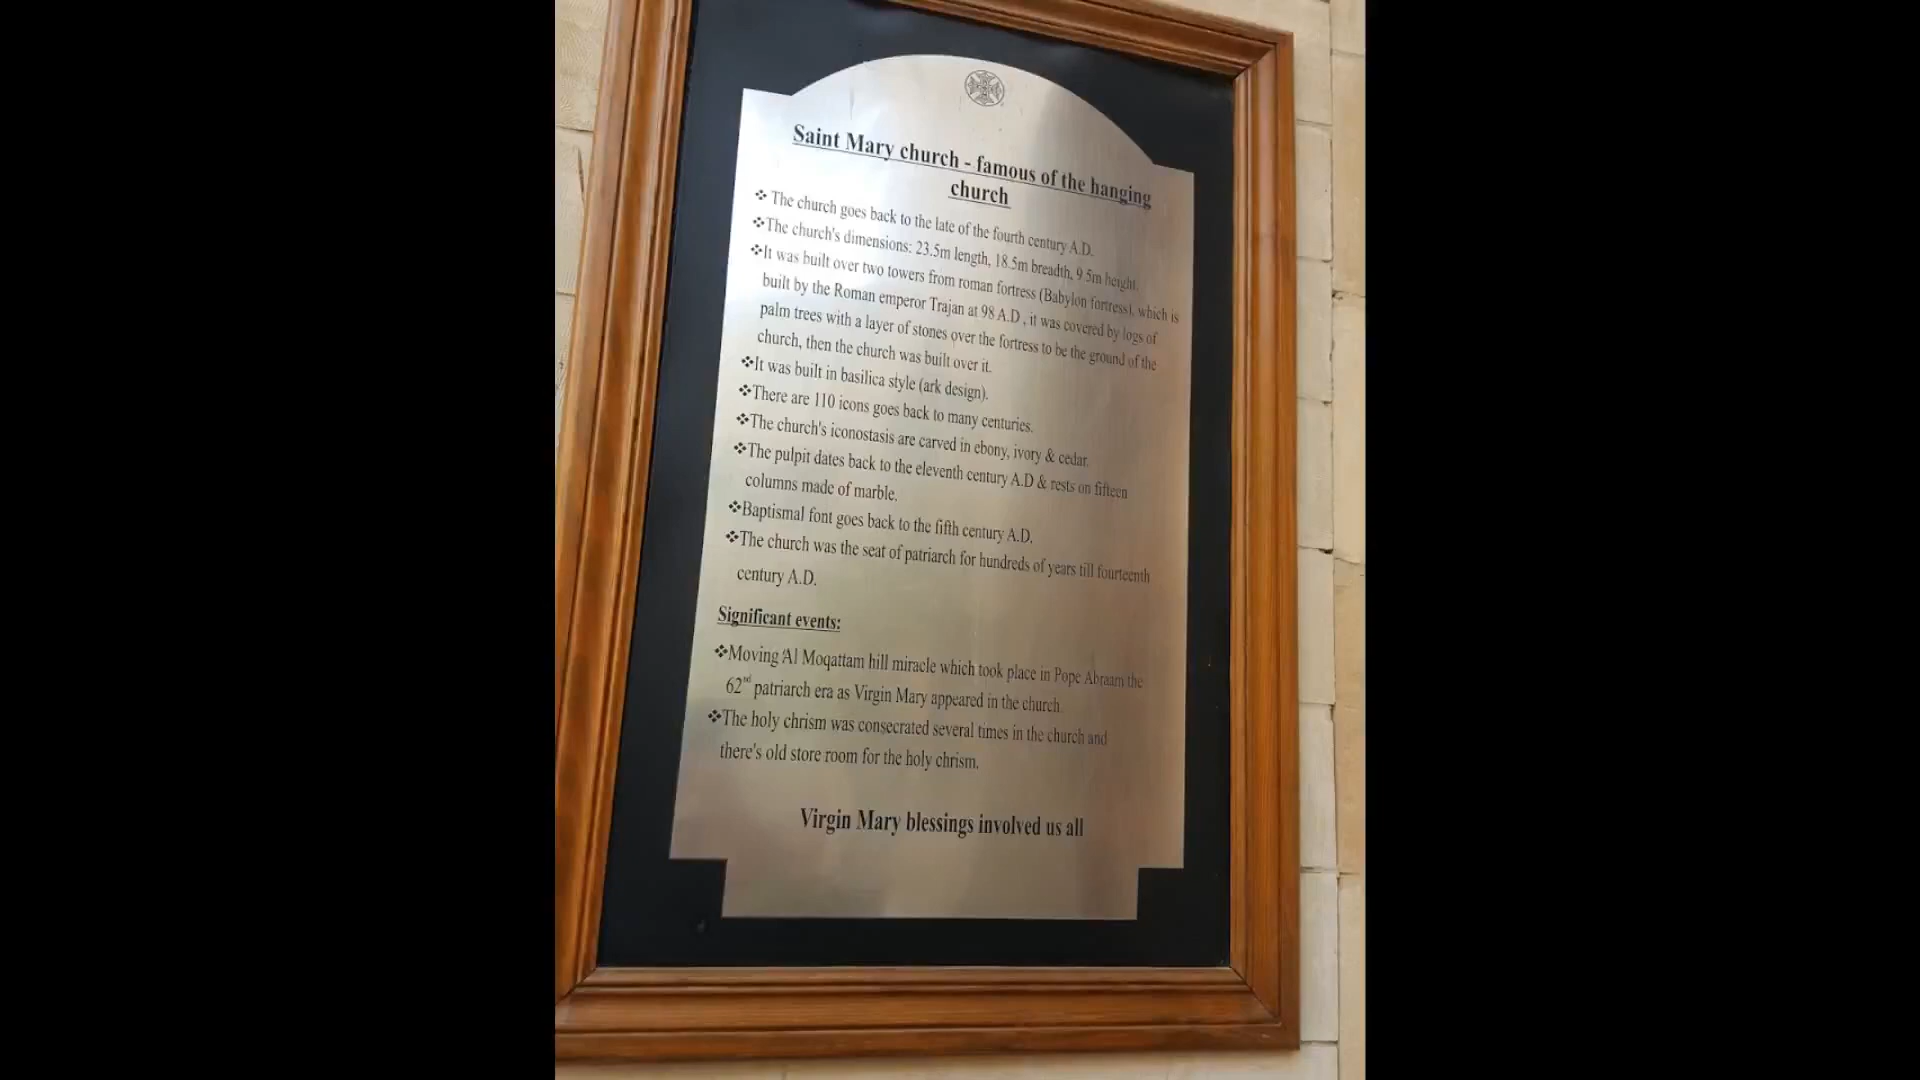 Saint Mary church - famous of the hanging
church
❖ The church goes back to the late of the fourth century A.D.
❖The church's dimensions: 23.5m length, 18.5m breadth, 9.5m height.
❖It was built over two towers from roman fortress (Babylon fortress), which is
built by the Roman emperor Trajan at 98 A.D , it was covered by logs of
palm trees with a layer of stones over the fortress to be the ground of the
church, then the church was built over it.
❖It was built in basilica style (ark design).
❖There are 110 icons goes back to many centuries.
❖The church's iconostasis are carved in ebony, ivory & cedar.
❖The pulpit dates back to the eleventh century A.D & rests on fifteen
columns made of marble.
❖Baptismal font goes back to the fifth century A.D.
❖The church was the seat of patriarch for hundreds of years till fourteenth
century A.D.
Significant events:
❖Moving 'Al Moqattam hill miracle which took place in Pope Abraam the
62nd patriarch era as Virgin Mary appeared in the church.
❖The holy chrism was consecrated several times in the church and
there's old store room for the holy chrism.
Virgin Mary blessings involved us all